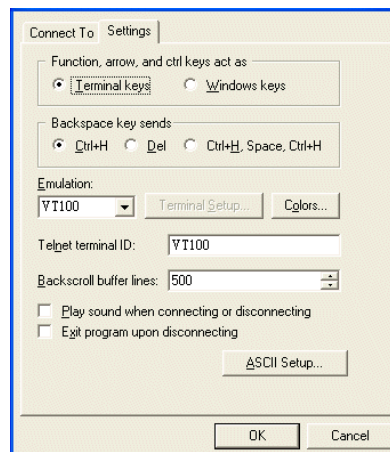 Connect To Settings
Function, arrow, and ctrl keys act as
Terminal keys Windows keys
Backspace key sends
Ctrl+H Del Ctrl+H, Space, Ctrl+H
Emulation:
VT100 Terminal Setup... Colors...
Telnet terminal ID: VT100
Backscroll buffer lines: 500
Play sound when connecting or disconnecting
Exit program upon disconnecting
ASCII Setup...
OK Cancel